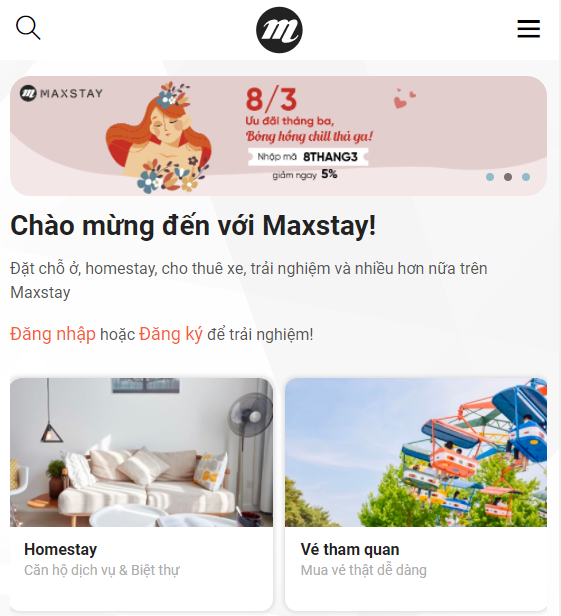 m
m MAXSTAY
8/3
Ưu đãi tháng ba,
Bông hồng chill thả ga!
Nhập mã 8THANG3
giảm ngay 5%
Chào mừng đến với Maxstay!
Đặt chỗ ở, homestay, cho thuê xe, trải nghiệm và nhiều hơn nữa trên
Maxstay
Đăng nhập hoặc Đăng ký để trải nghiệm!
Homestay
Căn hộ dịch vụ & Biệt thự
Vé tham quan
Mua vé thật dễ dàng